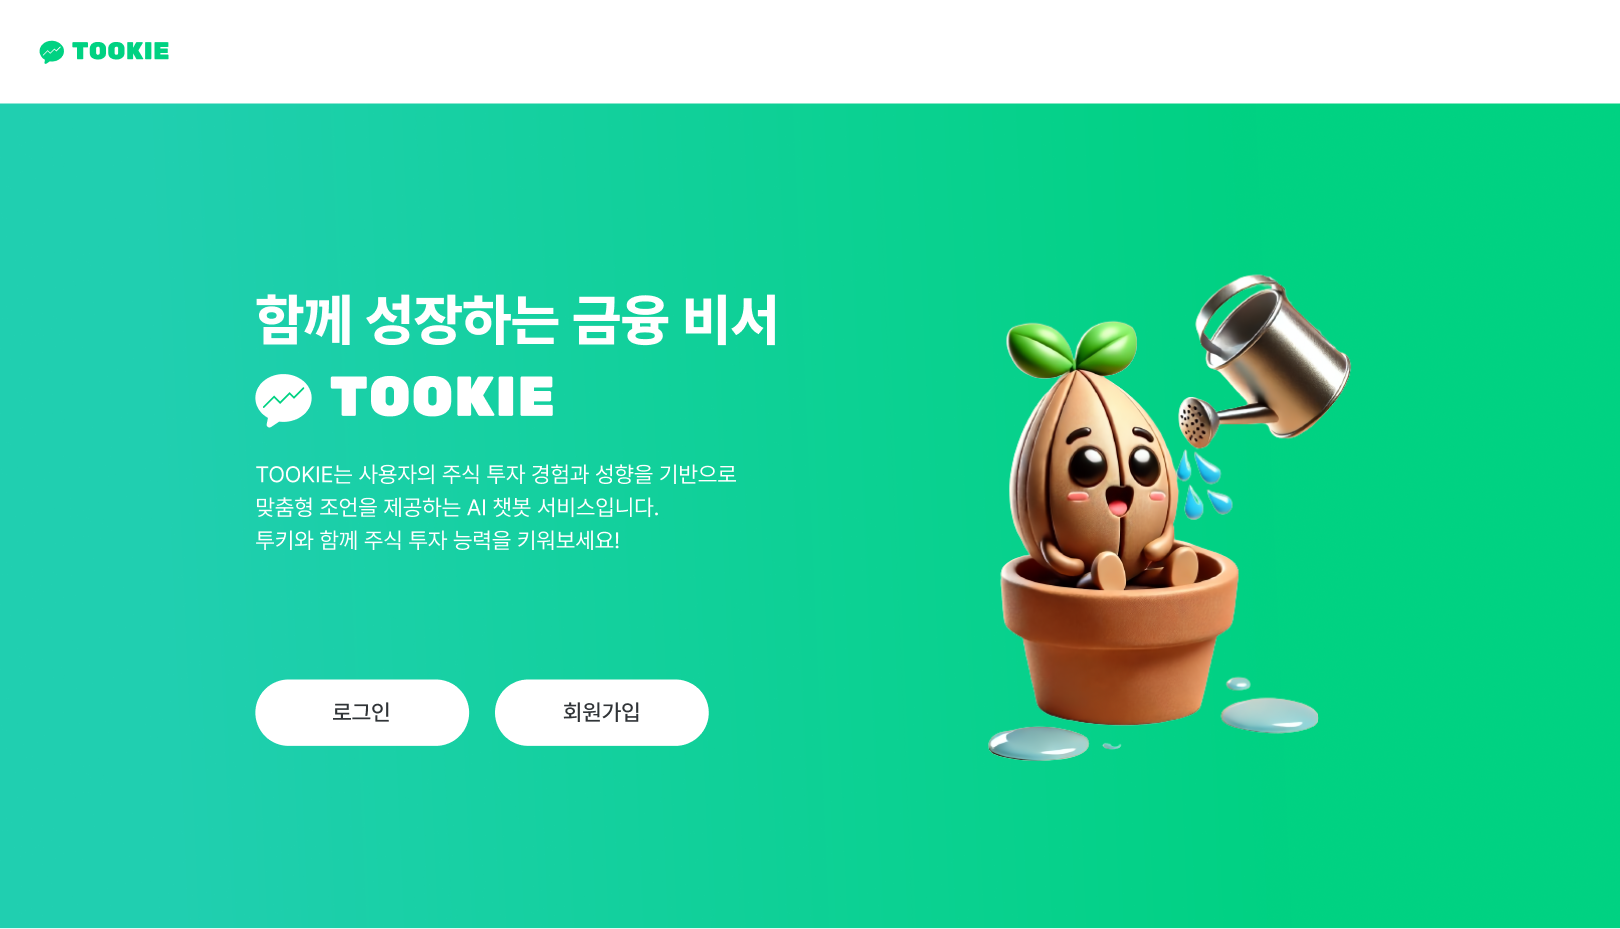 TOOKIE
함께 성장하는 금융 비서
TOOKIE
TOOKIE는 사용자의 주식 투자 경험과 성향을 기반으로
맞춤형 조언을 제공하는 AI 챗봇 서비스입니다.
투키와 함께 주식 투자 능력을 키워보세요!
로그인
회원가입